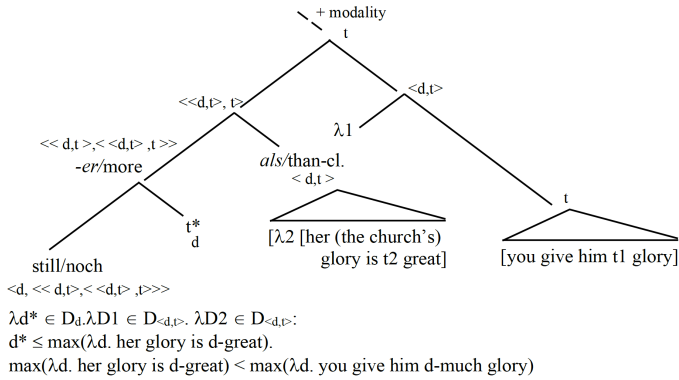 + modality
t
<<d,t>, t>
<d,t>
λ1
<< d,t >,< <d,t> ,t >>
-er/more
als/than-cl.
< d,t >
t
t*
d
[λ2 [her (the church's)
glory is t2 great]
[you give him t1 glory]
still/noch
<d, << d,t>,< <d,t> ,t>>>
λd* ∈ Dd.λD1 ∈ D<d,t>. λD2 ∈ D<d,t>:
d* ≤ max(λd. her glory is d-great).
max(λd. her glory is d-great) < max(λd. you give him d-much glory)